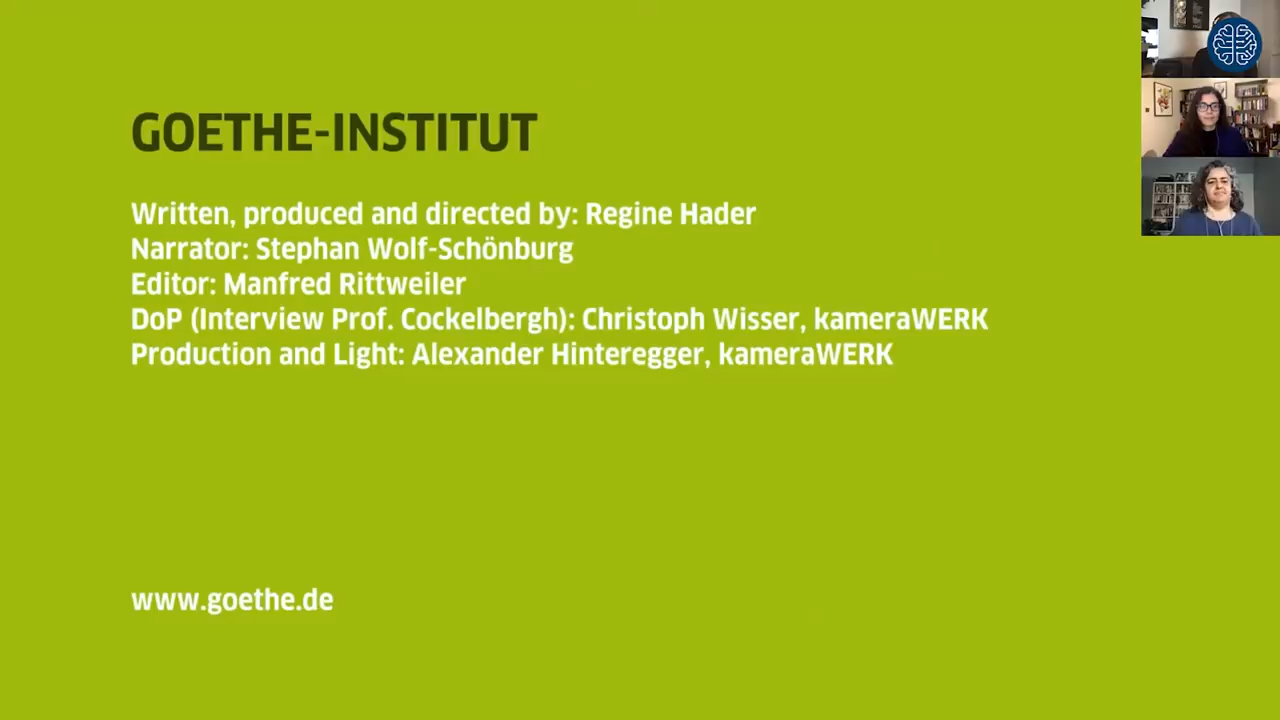 GOETHE-INSTITUT
Written, produced and directed by: Regine Hader
Narrator: Stephan Wolf-Schönburg
Editor: Manfred Rittweiler
DoP (Interview Prof. Cockelbergh): Christoph Wisser, kameraWERK
Production and Light: Alexander Hinteregger, kameraWERK
www.goethe.de